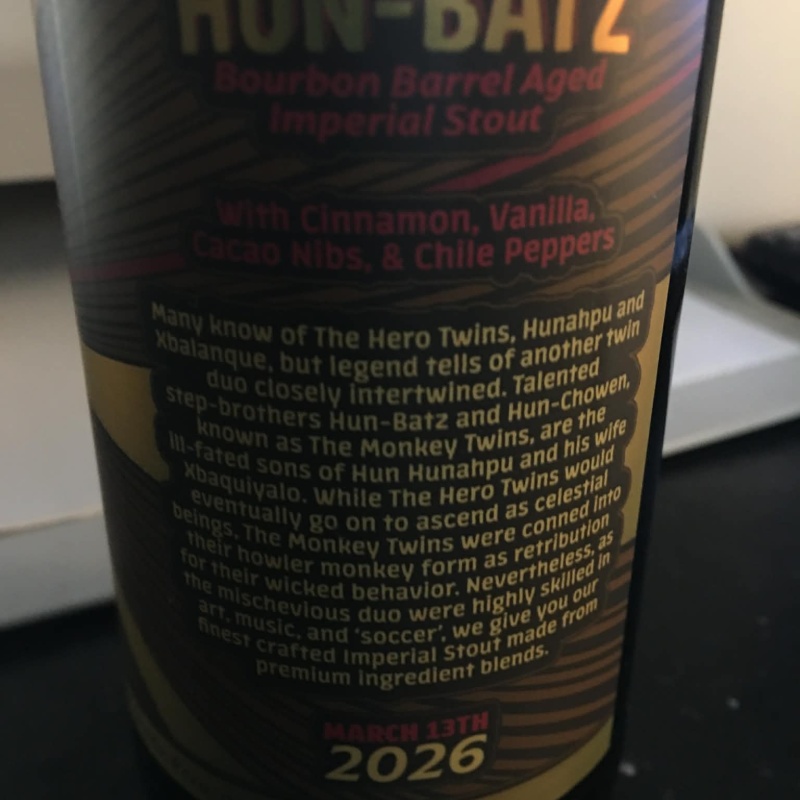 HUN-BATZ
Bourbon Barrel Aged
Imperial Stout
With Cinnamon, Vanilla,
Cacao Nibs, & Chile Peppers
Many know of The Hero Twins, Hunahpu and
Xbalanque, but legend tells of another twin
duo closely intertwined. Talented
step-brothers Hun-Batz and Hun-Chowen,
known as The Monkey Twins, are the
ill-fated sons of Hun Hunahpu and his wife
Xbaquiyalo. While The Hero Twins would
eventually go on to ascend as celestial
beings, The Monkey Twins were conned into
their howler monkey form as retribution
for their wicked behavior. Nevertheless, as
the mischevious duo were highly skilled in
art, music, and 'soccer', we give you our
finest crafted Imperial Stout made from
premium ingredient blends.
MARCH 13TH
2026